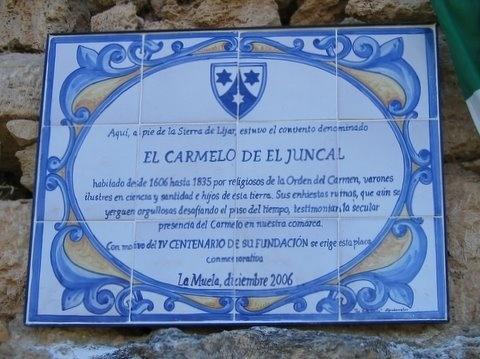 Aquí, al pie de la Sierra de Líjar, estuvo el convento denominado
EL CARMELO DE EL JUNCAL
habitado desde 1606 hasta 1835 por religiosos de la Orden del Carmen, varones
ilustres en ciencia y santidad e hijos de esta tierra. Sus enhiestas ruinas, que aún se
yerguen orgullosas desafiando el paso del tiempo, testimonian la secular
presencia del Carmelo en nuestra comarca.
Con motivo del IV CENTENARIO DE SU FUNDACIÓN se erige esta placa
conmemorativa
La Muela, diciembre 2006